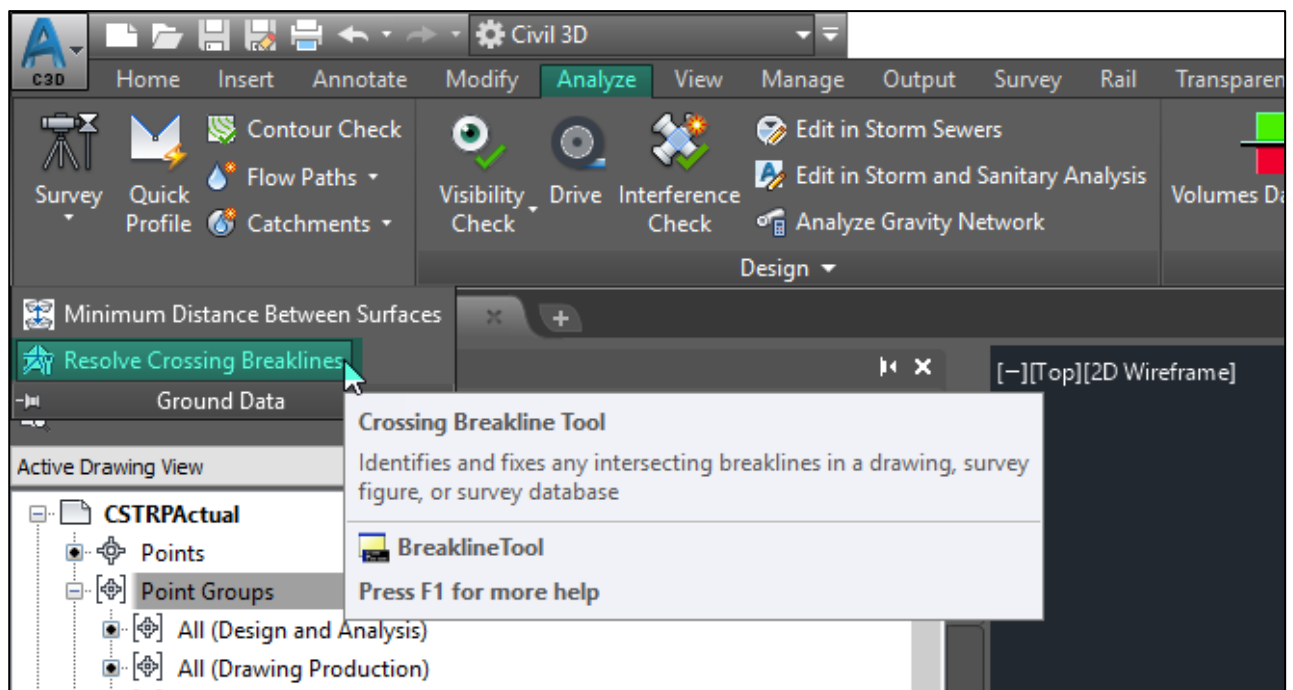 Civil 3D
C3D
Home Insert Annotate Modify Analyze View Manage Output Survey Rail Transparen
Survey
Quick Profile
Contour Check
Flow Paths
Catchments
Visibility Check
Drive
Interference Check
Edit in Storm Sewers
Edit in Storm and Sanitary Analysis
Analyze Gravity Network
Volumes Da
Design
Minimum Distance Between Surfaces
Resolve Crossing Breaklines
Ground Data
[−][Top][2D Wireframe]
Crossing Breakline Tool
Identifies and fixes any intersecting breaklines in a drawing, survey
figure, or survey database
BreaklineTool
Press F1 for more help
Active Drawing View
CSTRPActual
Points
Point Groups
All (Design and Analysis)
All (Drawing Production)